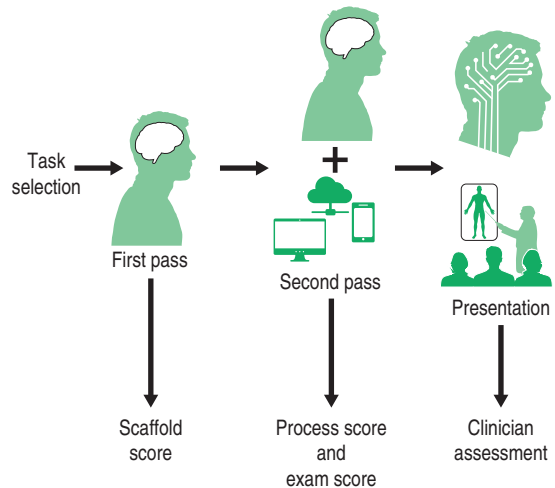 Task
selection
First pass
Second pass
Presentation
Scaffold
score
Process score
and
exam score
Clinician
assessment